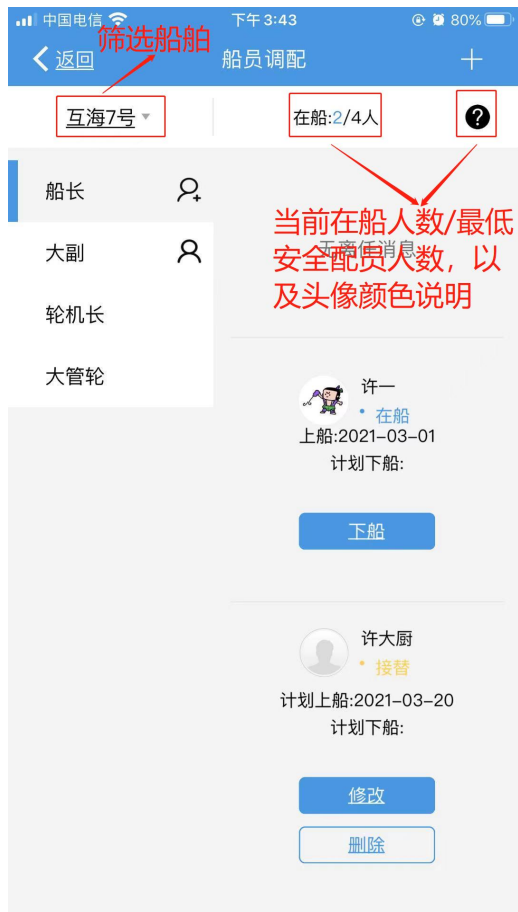 中国电信
下午3:43
80%
筛选船舶
返回
船员调配
互海7号
在船:2/4人
?
船长
大副
轮机长
大管轮
无离任消息
当前在船人数/最低
安全配员人数，以
及头像颜色说明
许一
在船
上船:2021-03-01
计划下船:
下船
许大厨
接替
计划上船:2021-03-20
计划下船:
修改
删除